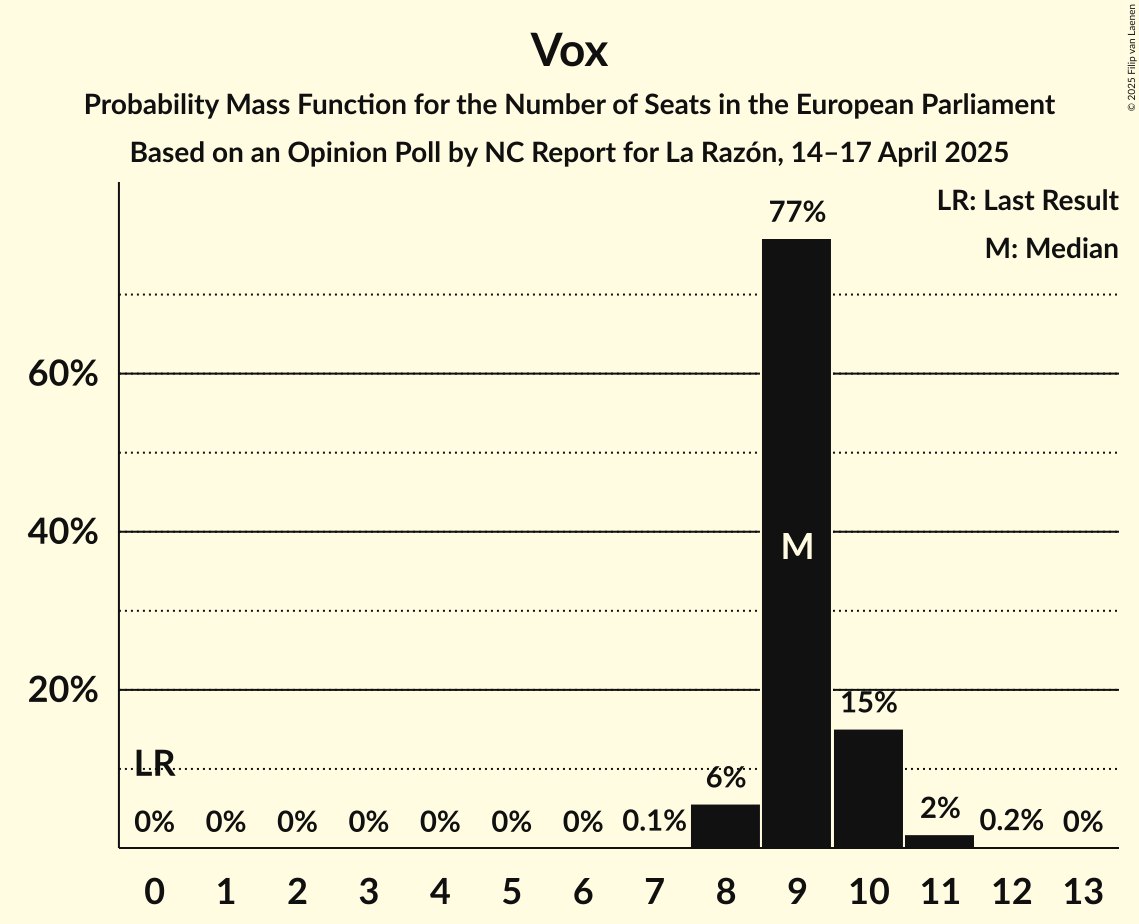 Vox
Probability Mass Function for the Number of Seats in the European Parliament
Based on an Opinion Poll by NC Report for La Razón, 14–17 April 2025
© 2025 Filip van Laenen
LR: Last Result
M: Median
77%
60%
40%
M
20%
15%
LR
6%
0% 0% 0% 0% 0% 0% 0% 0.1% 2% 0.2% 0%
0 1 2 3 4 5 6 7 8 9 10 11 12 13